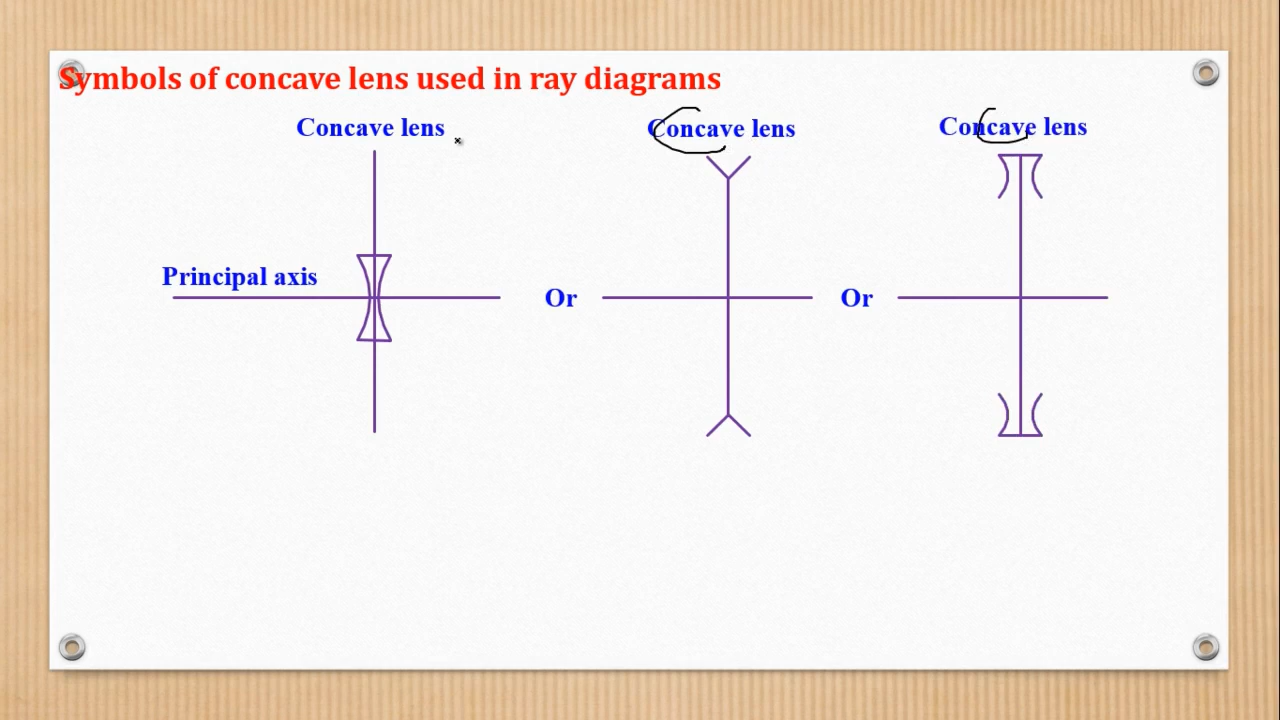 Symbols of concave lens used in ray diagrams
Concave lens
Concave lens
Concave lens
Principal axis
Or
Or